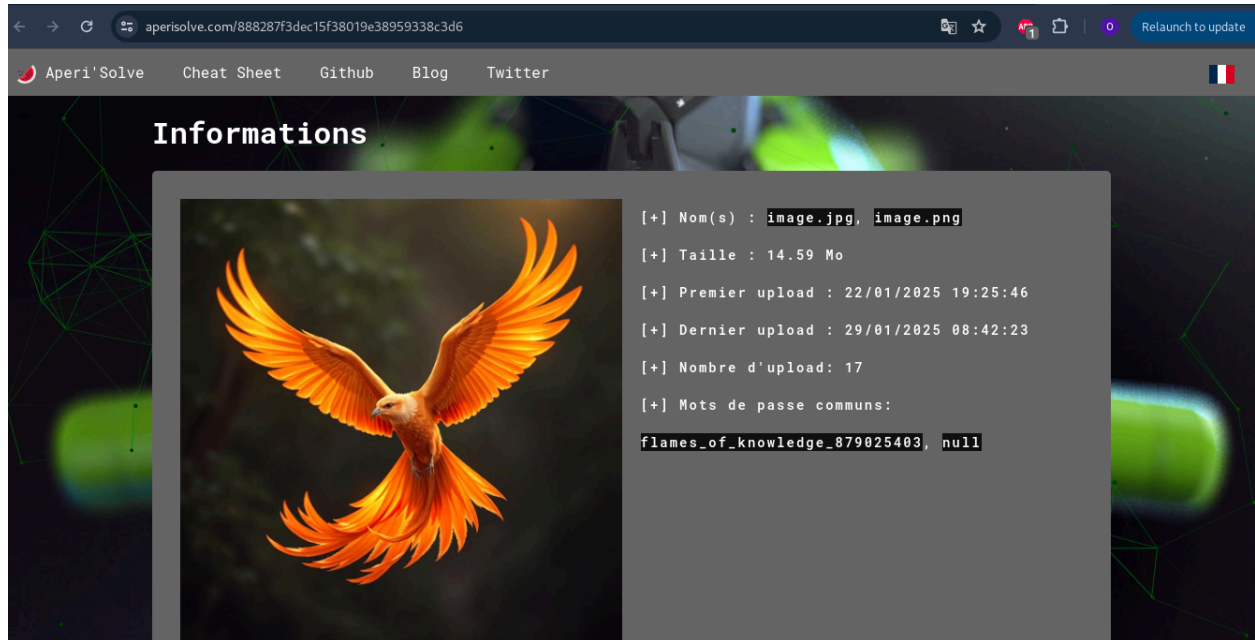 aperisolve.com/888287f3dec15f38019e38959338c3d6
1
O
Relaunch to update
Aperi'Solve Cheat Sheet Github Blog Twitter
Informations
[+] Nom(s) : image.jpg, image.png
[+] Taille : 14.59 Mo
[+] Premier upload : 22/01/2025 19:25:46
[+] Dernier upload : 29/01/2025 08:42:23
[+] Nombre d'upload: 17
[+] Mots de passe communs:
flames_of_knowledge_879025403, null